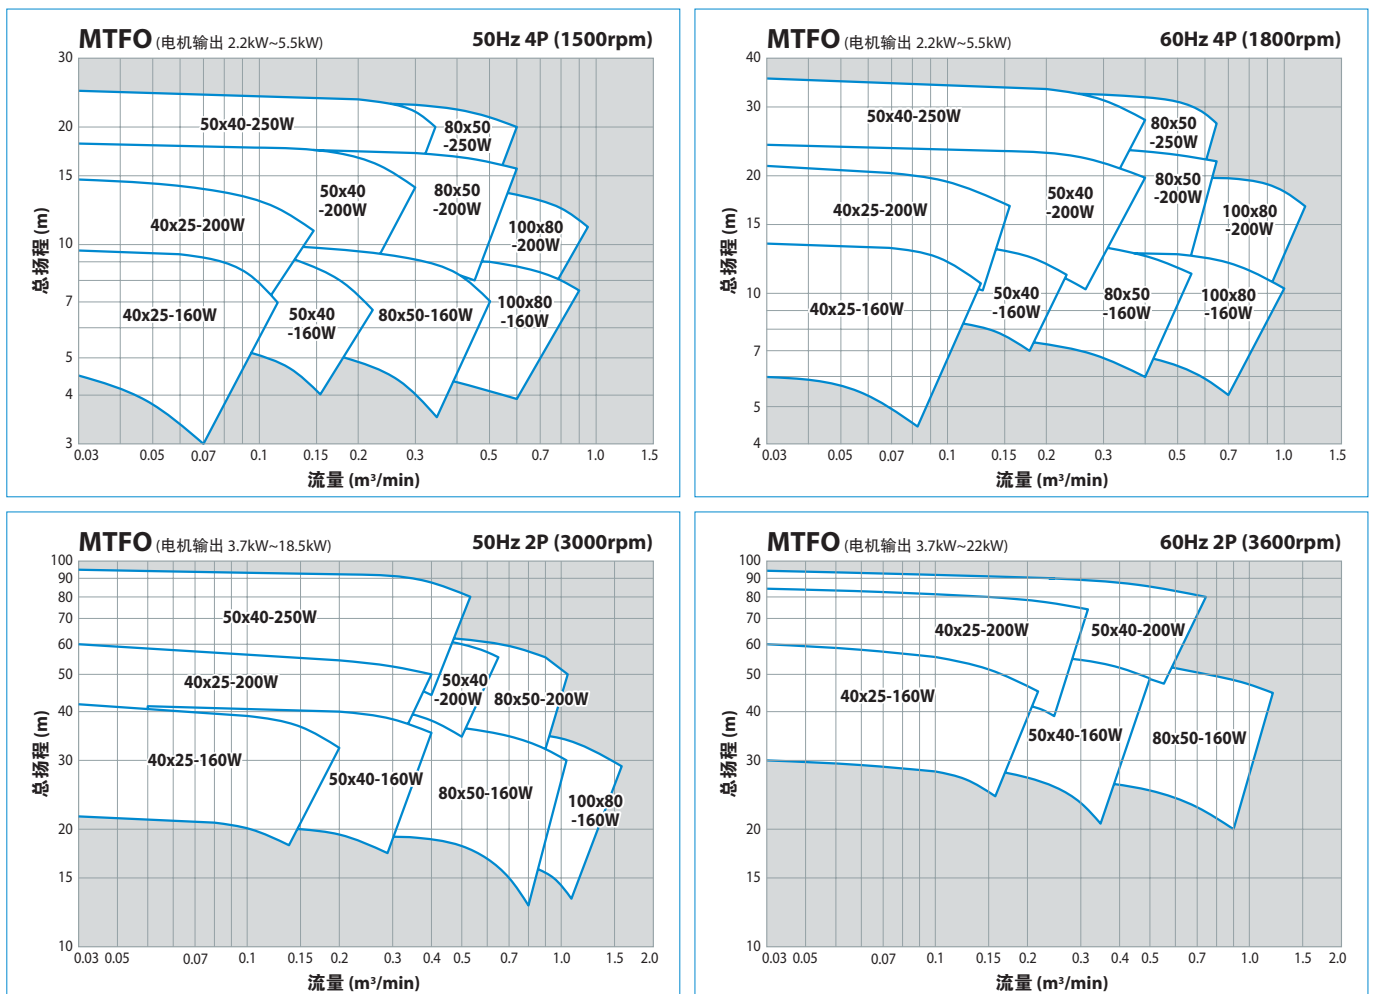 MTFO (电机输出 2.2kW~5.5kW) 50Hz 4P (1500rpm)
30
20
15
10
7
5
4
3
总扬程 (m)
50x40-250W
80x50
-250W
50x40
-200W
80x50
-200W
40x25-200W
100x80
-200W
40x25-160W
50x40
-160W
80x50-160W
100x80
-160W
0.03 0.05 0.07 0.1 0.15 0.2 0.3 0.5 0.7 1.0 1.5
流量 (m³/min)
MTFO (电机输出 2.2kW~5.5kW) 60Hz 4P (1800rpm)
40
30
20
15
10
7
5
4
总扬程 (m)
50x40-250W
80x50
-250W
50x40
-200W
80x50
-200W
40x25-200W
100x80
-200W
40x25-160W
50x40
-160W
80x50
-160W
100x80
-160W
0.03 0.05 0.07 0.1 0.15 0.2 0.3 0.5 0.7 1.0 1.5
流量 (m³/min)
MTFO (电机输出 3.7kW~18.5kW) 50Hz 2P (3000rpm)
100
90
80
70
60
50
40
30
20
15
10
总扬程 (m)
50x40-250W
40x25-200W
50x40
-200W
80x50-200W
40x25-160W
50x40-160W
80x50-160W
100x80
-160W
0.03 0.05 0.07 0.1 0.15 0.2 0.3 0.4 0.5 0.7 1.0 1.5 2.0
流量 (m³/min)
MTFO (电机输出 3.7kW~22kW) 60Hz 2P (3600rpm)
100
90
80
70
60
50
40
30
20
15
10
总扬程 (m)
40x25-200W
50x40-200W
40x25-160W
50x40-160W
80x50-160W
0.03 0.05 0.07 0.1 0.15 0.2 0.3 0.4 0.5 0.7 1.0 1.5 2.0
流量 (m³/min)